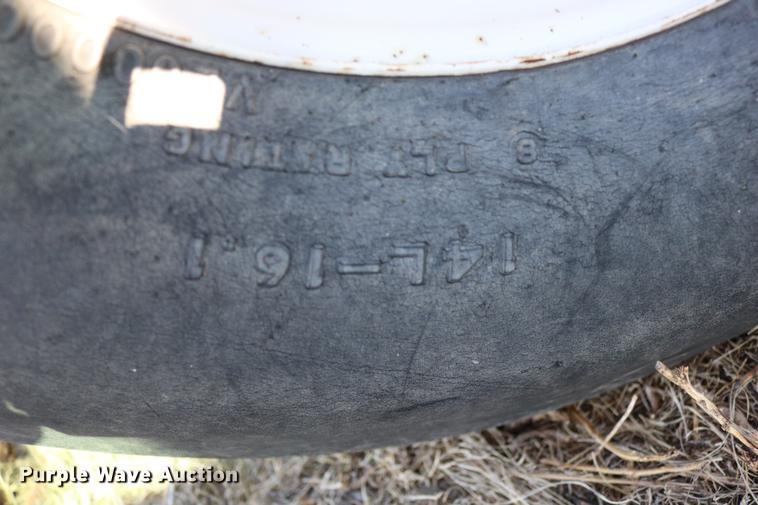 14L-16.1
8 PLY RATING
Purple Wave Auction